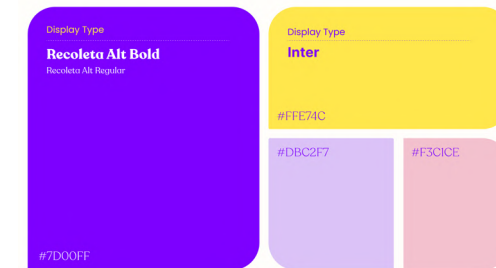 Display Type
Recoleta Alt Bold
Recoleta Alt Regular
#7D00FF
Display Type
Inter
#FFE74C
#DBC2F7
#F3C1CE